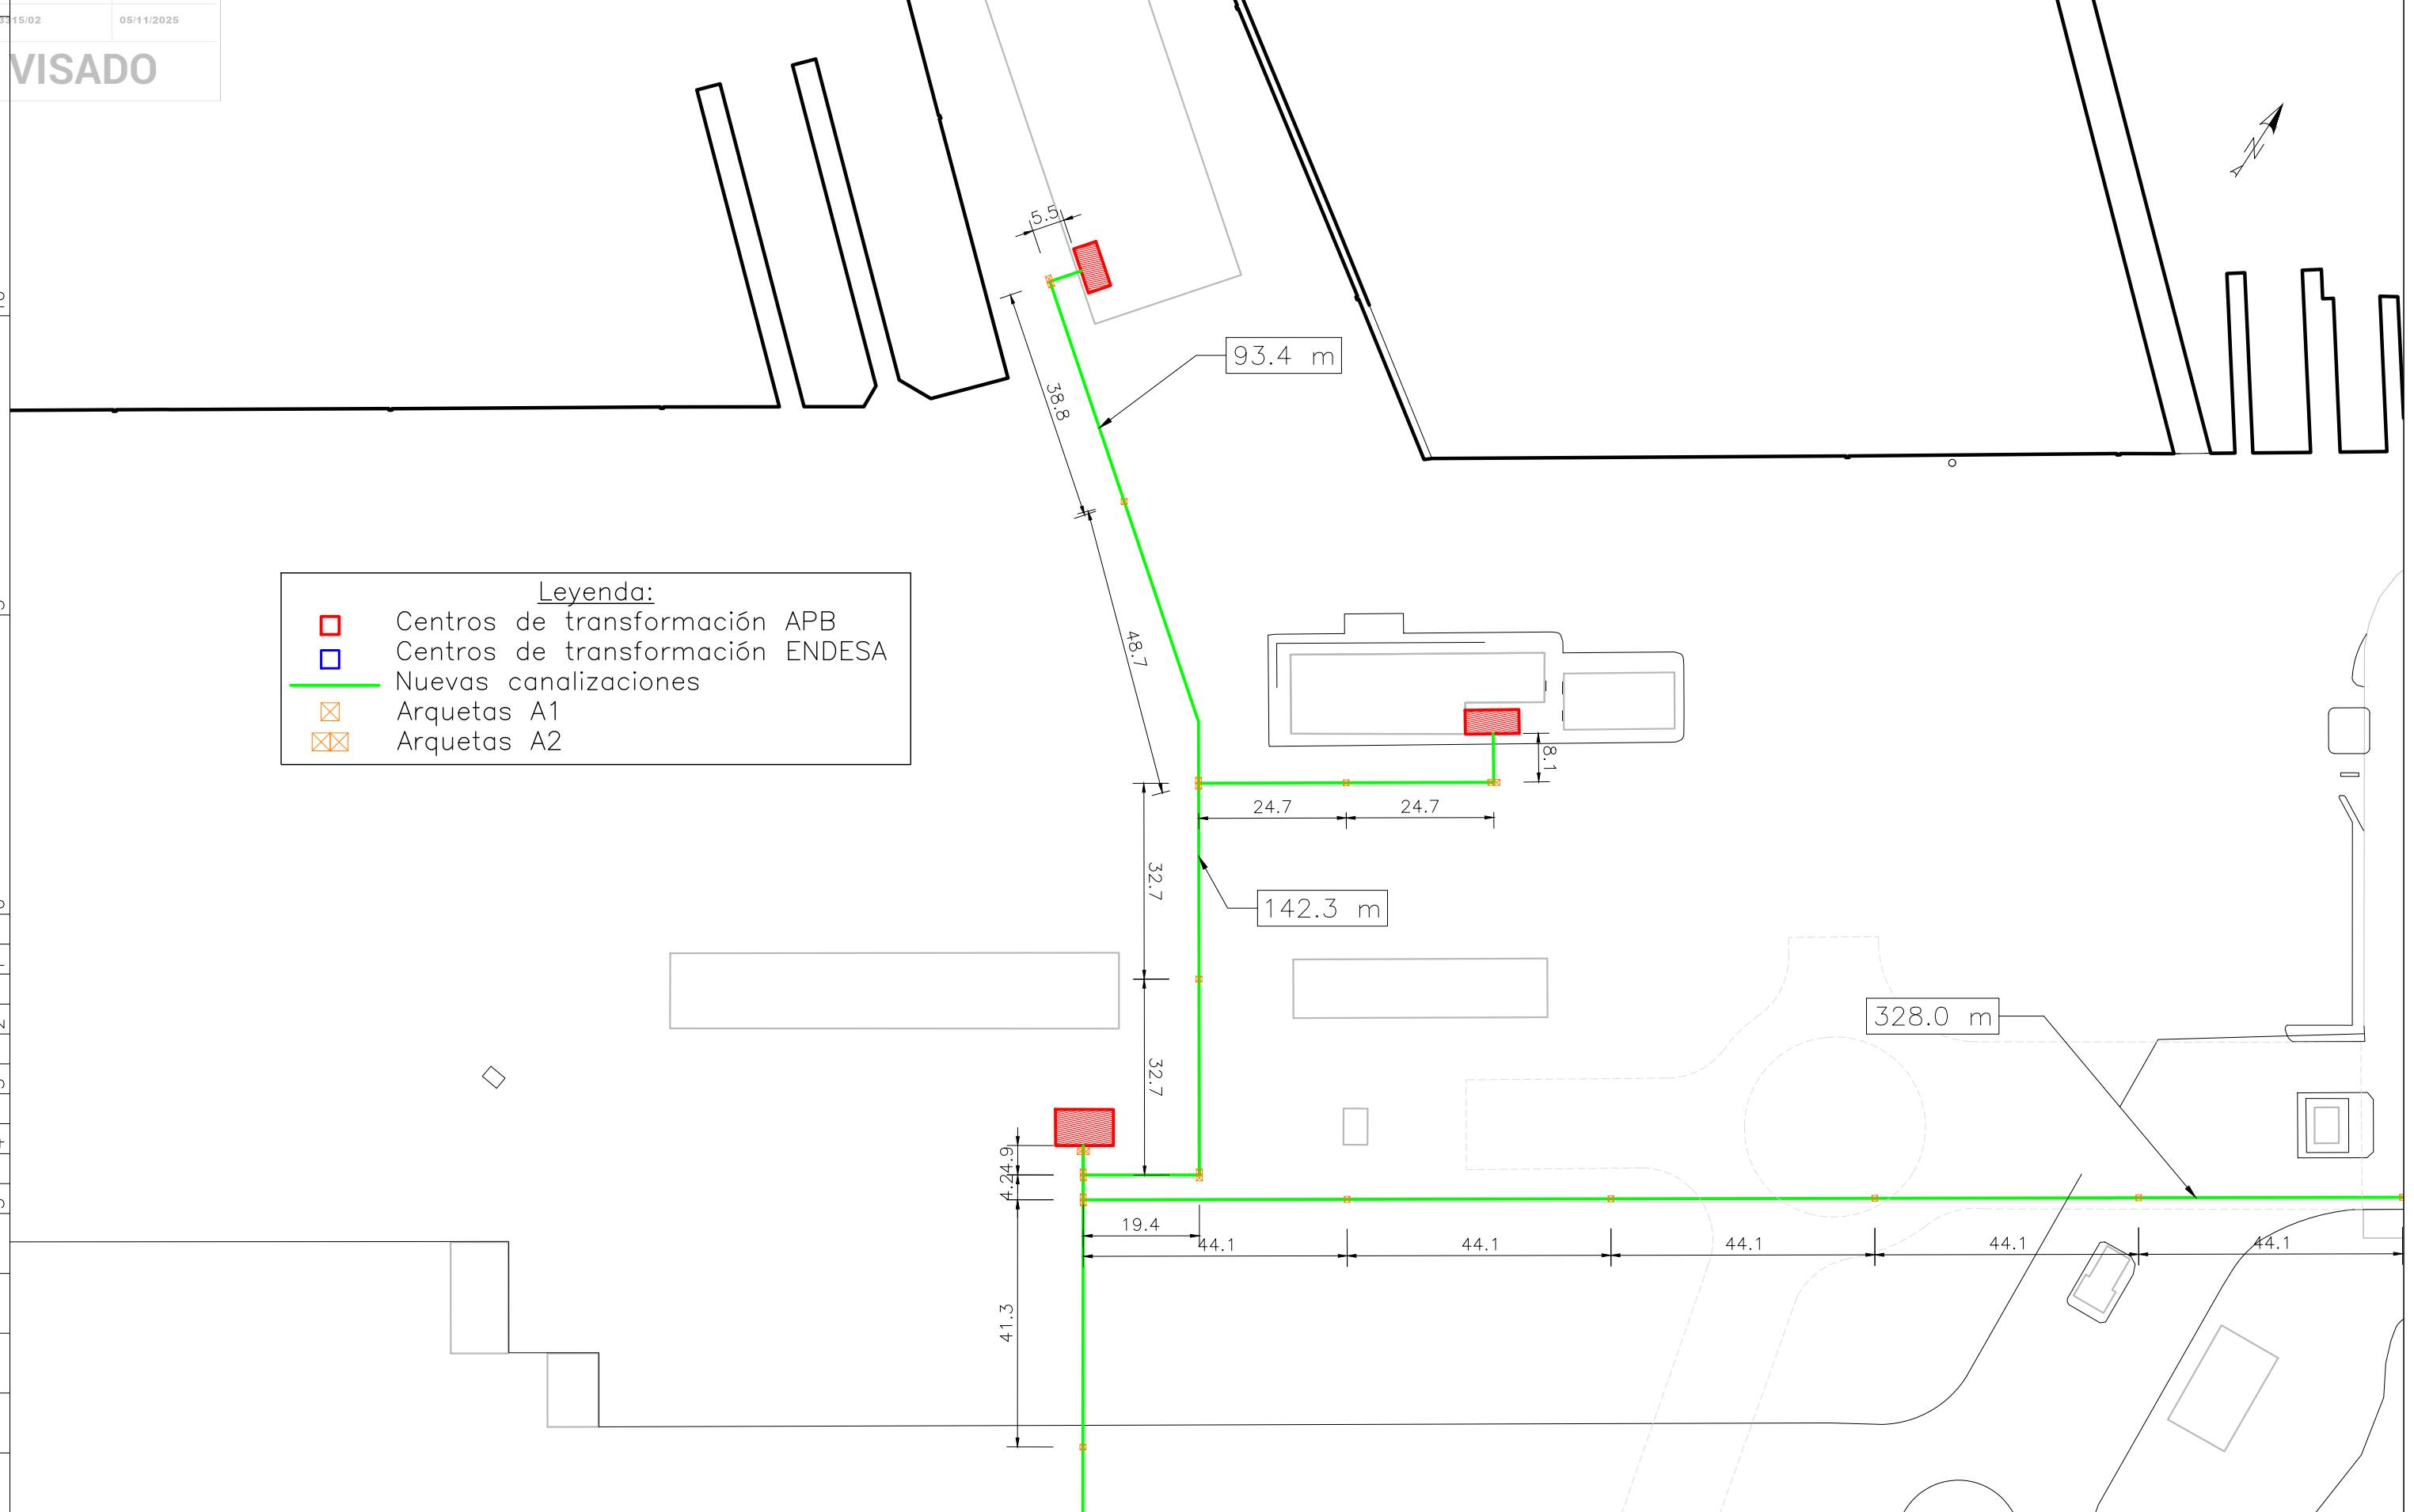 05/11/2025
VISADO
N
5.5
93.4 m
38.8
48.7
Leyenda:
Centros de transformación APB
Centros de transformación ENDESA
Nuevas canalizaciones
Arquetas A1
Arquetas A2
8.1
24.7
24.7
32.7
142.3 m
32.7
328.0 m
4.9
4.2
19.4
44.1
44.1
44.1
44.1
44.1
41.3